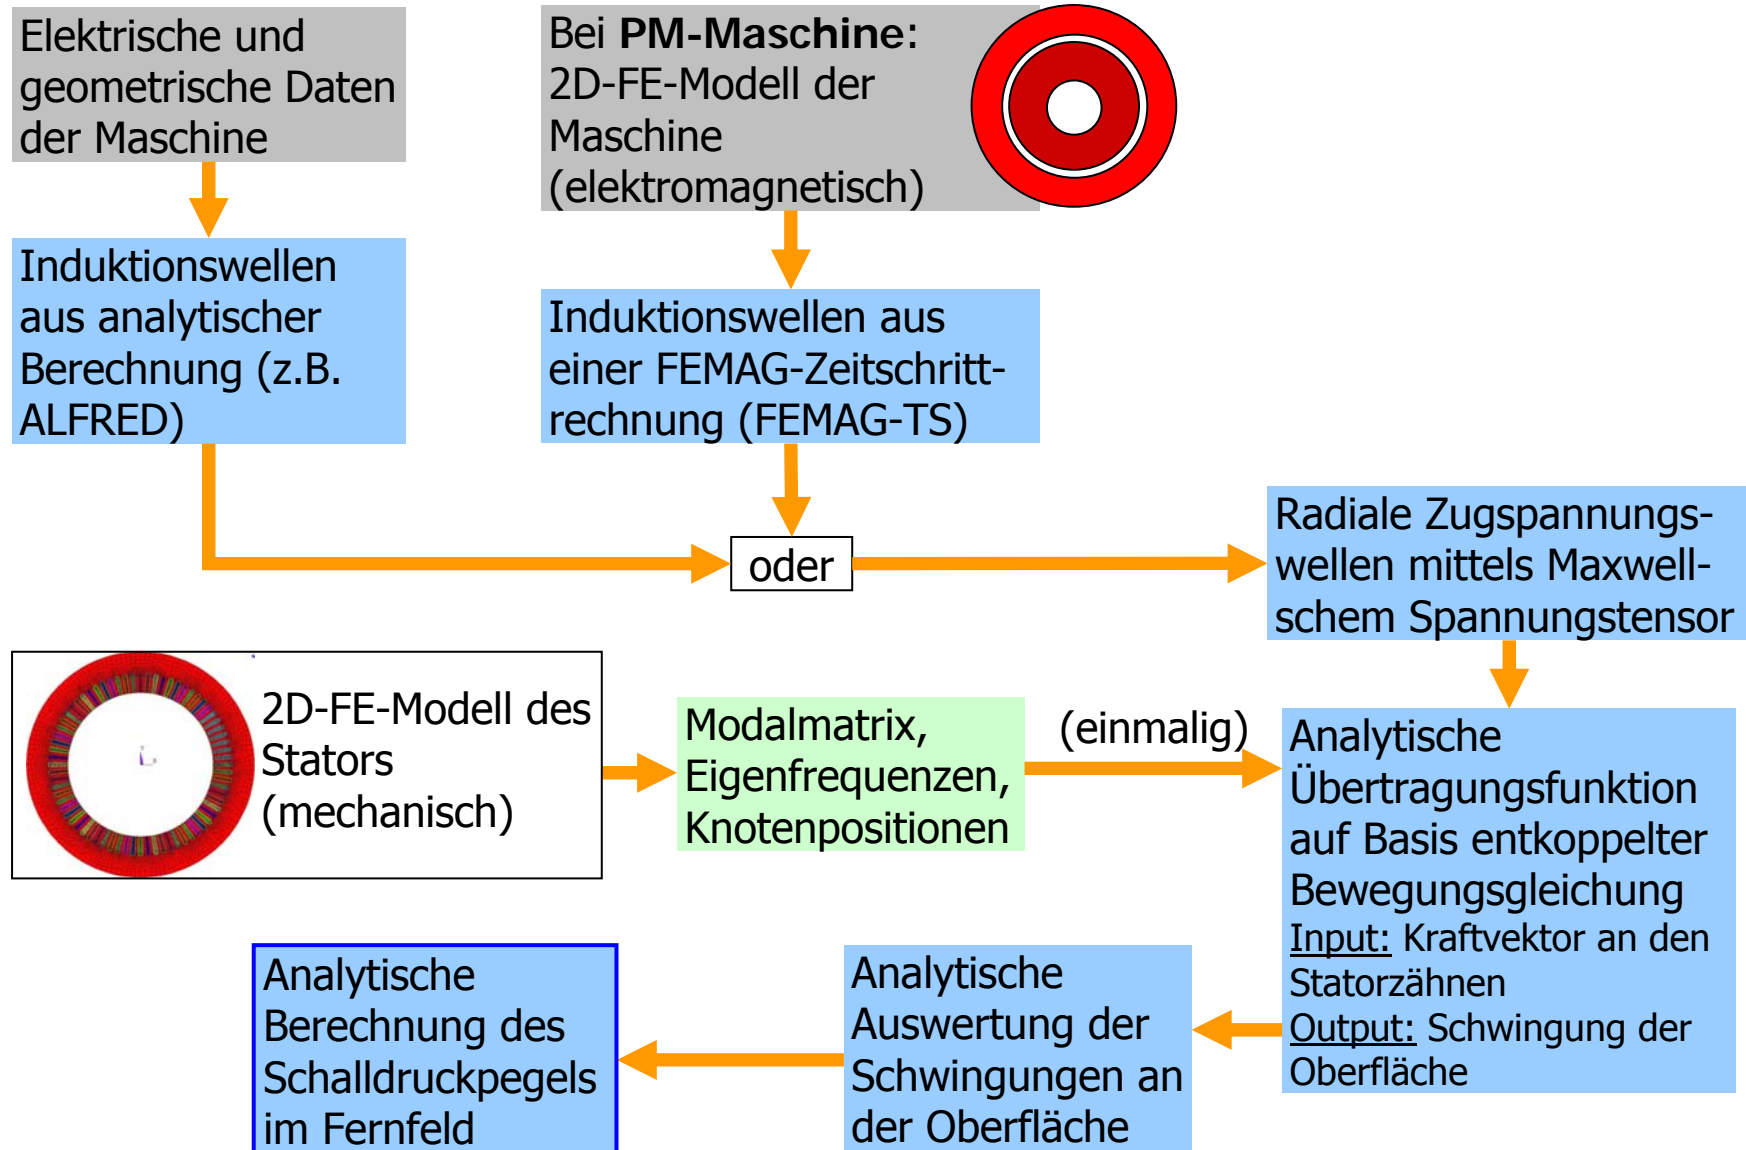 Elektrische und
geometrische Daten
der Maschine
Bei PM-Maschine:
2D-FE-Modell der
Maschine
(elektromagnetisch)
Induktionswellen
aus analytischer
Berechnung (z.B.
ALFRED)
Induktionswellen aus
einer FEMAG-Zeitschritt-
rechnung (FEMAG-TS)
oder
Radiale Zugspannungs-
wellen mittels Maxwell-
schem Spannungstensor
2D-FE-Modell des
Stators
(mechanisch)
Modalmatrix,
Eigenfrequenzen,
Knotenpositionen
(einmalig)
Analytische
Übertragungsfunktion
auf Basis entkoppelter
Bewegungsgleichung
Input: Kraftvektor an den
Statorzähnen
Output: Schwingung der
Oberfläche
Analytische
Auswertung der
Schwingungen an
der Oberfläche
Analytische
Berechnung des
Schalldruckpegels
im Fernfeld